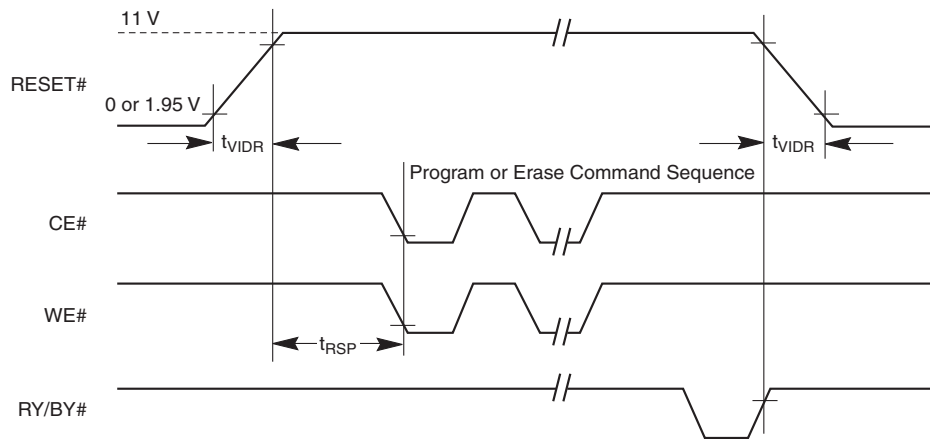 11 V
RESET#
0 or 1.95 V
tVIDR
tVIDR
Program or Erase Command Sequence
CE#
WE#
tRSP
RY/BY#